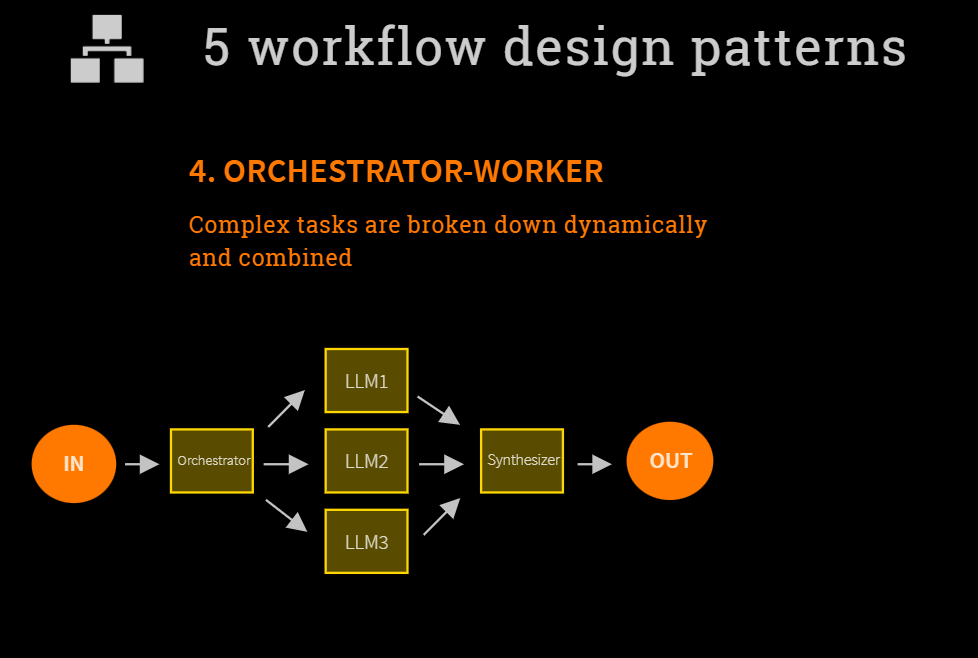 5 workflow design patterns
4. ORCHESTRATOR-WORKER
Complex tasks are broken down dynamically
and combined
LLM1
IN
Orchestrator
LLM2
Synthesizer
OUT
LLM3